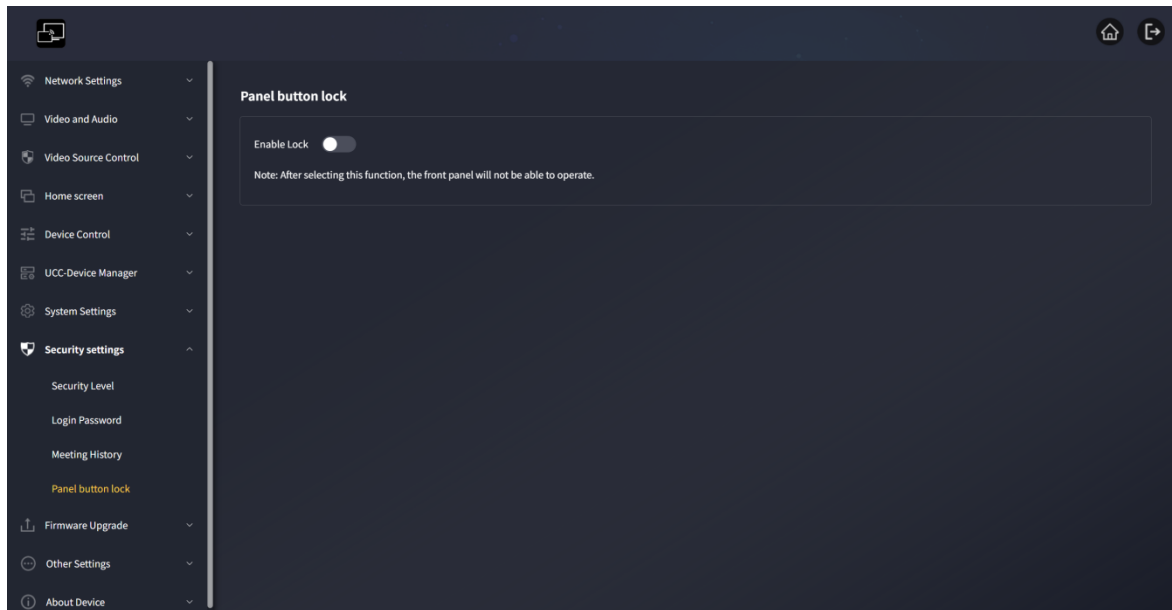 Network Settings
Video and Audio
Video Source Control
Home screen
Device Control
UCC-Device Manager
System Settings
Security settings
Security Level
Login Password
Meeting History
Panel button lock
Firmware Upgrade
Other Settings
About Device
Panel button lock
Enable Lock
Note: After selecting this function, the front panel will not be able to operate.